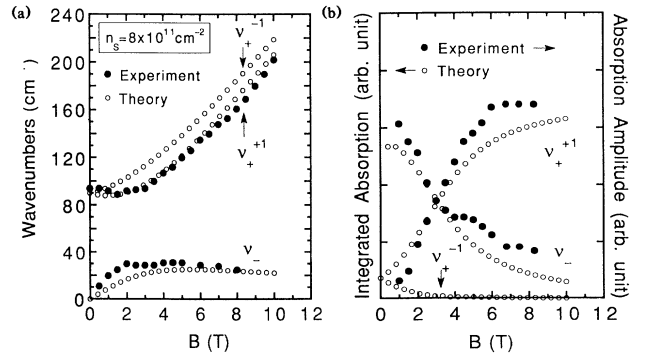 (a)
n_s=8x10^11cm^-2
Experiment
Theory
ν_+^-1
ν_+^+1
ν_-
Wavenumbers (cm^-1)
240
200
160
120
80
40
0
0 2 4 6 8 10 12
B (T)
(b)
Integrated Absorption (arb. unit)
Absorption Amplitude (arb. unit)
Experiment
Theory
ν_+^+1
ν_+^-1
ν_-
0 2 4 6 8 10 12
B (T)